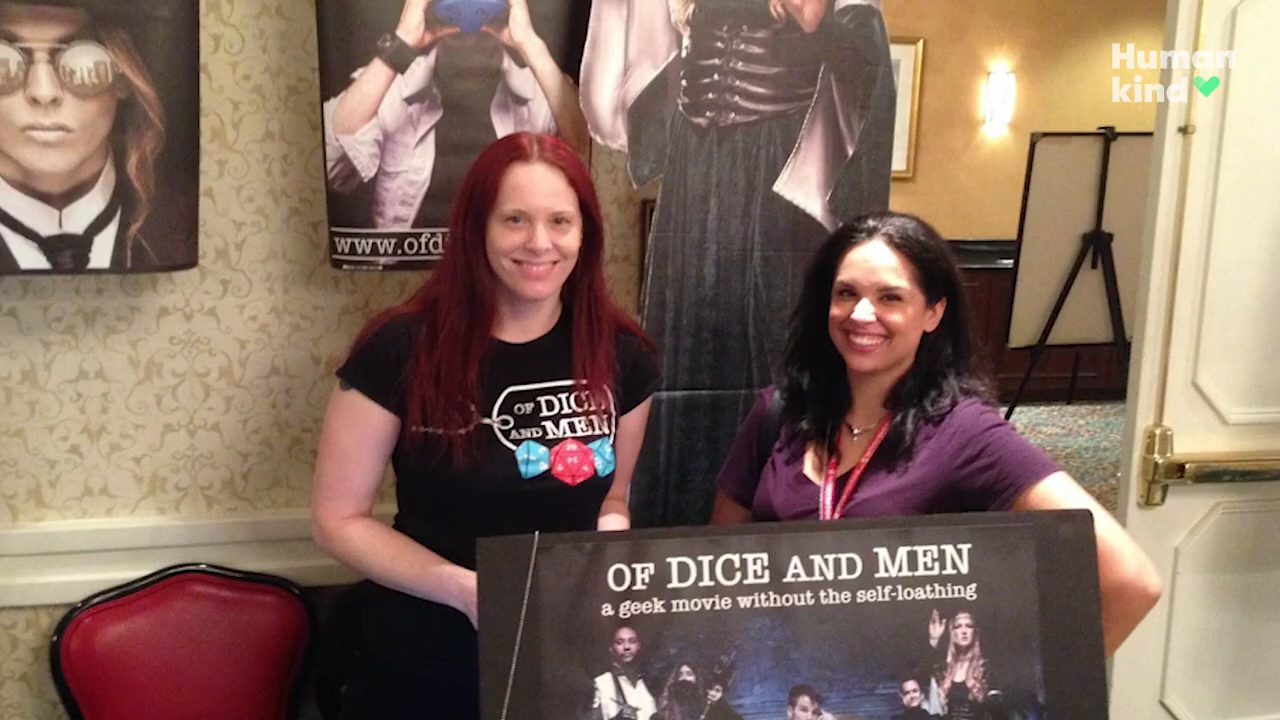 Human
kind
www.ofd
OF DICE
AND MEN
OF DICE AND MEN
a geek movie without the self-loathing